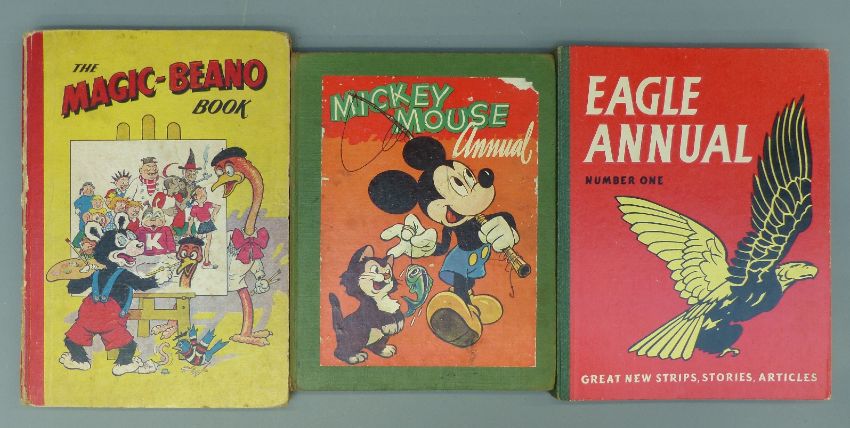 THE
MAGIC-BEANO
BOOK
K
MICKEY
MOUSE
Annual
EAGLE
ANNUAL
NUMBER ONE
GREAT NEW STRIPS, STORIES, ARTICLES